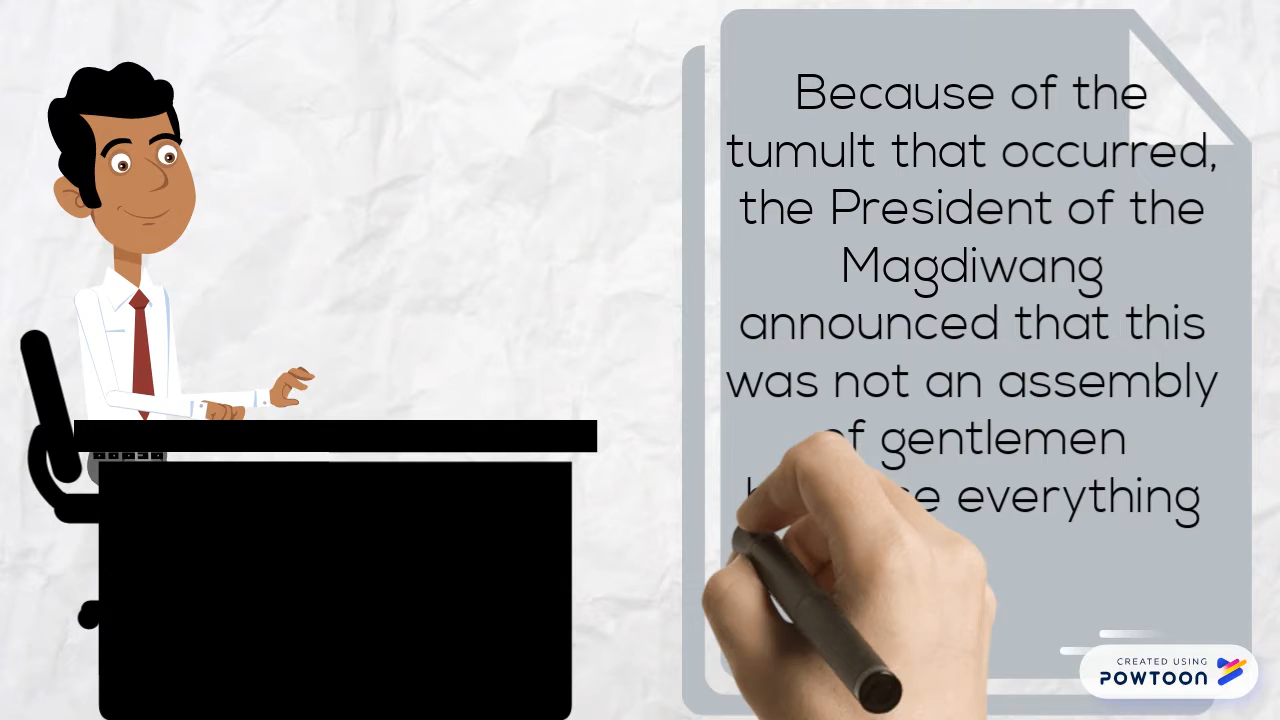 Because of the
tumult that occurred,
the President of the
Magdiwang
announced that this
was not an assembly
of gentlemen
everything
CREATED USING
POWTOON